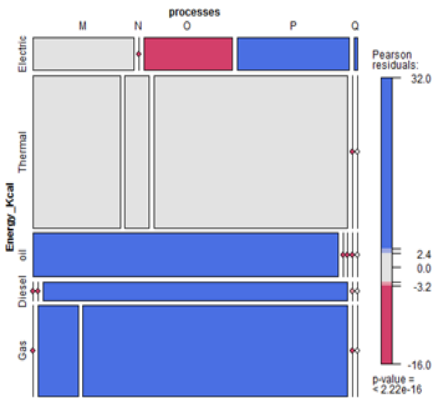 processes
M N O P Q
Energy_Kcal
Electric
Thermal
oil
Diesel
Gas
Pearson
residuals:
32.0
2.4
0.0
-3.2
-16.0
p-value =
< 2.22e-16